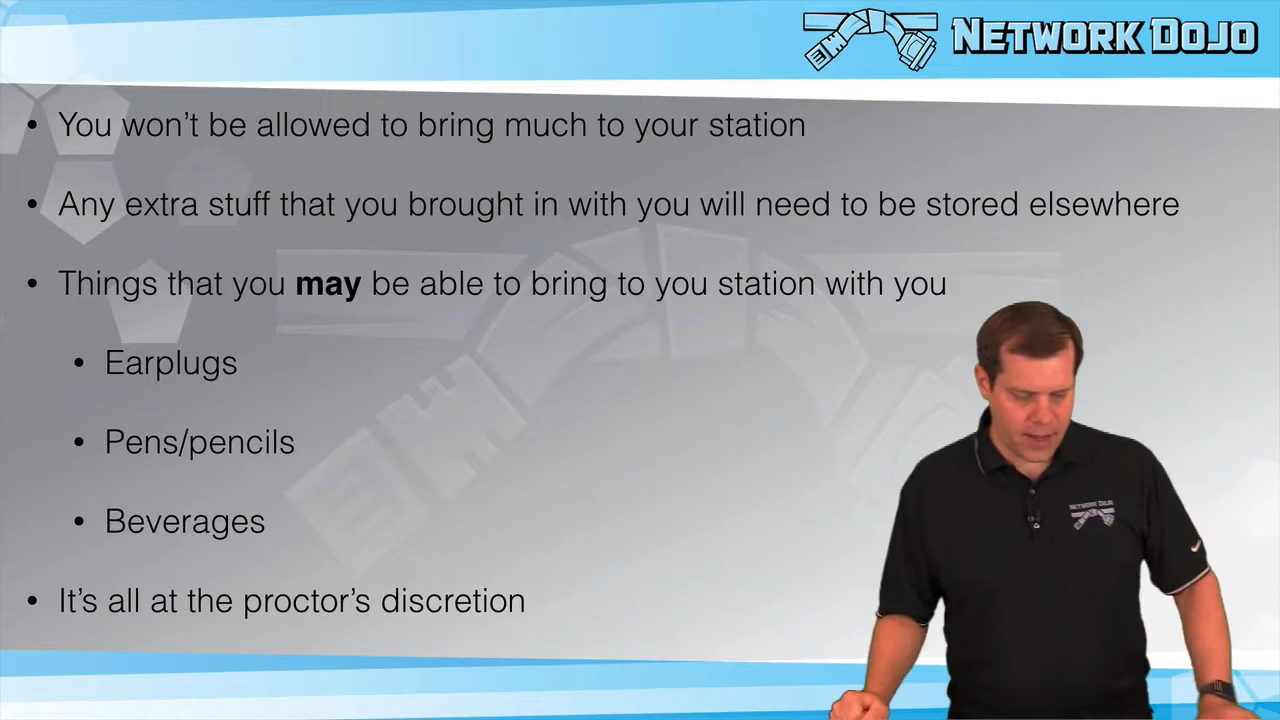 NETWORK DOJO
• You won't be allowed to bring much to your station
• Any extra stuff that you brought in with you will need to be stored elsewhere
• Things that you may be able to bring to you station with you
• Earplugs
• Pens/pencils
• Beverages
• It's all at the proctor's discretion
NETWORK DOJO